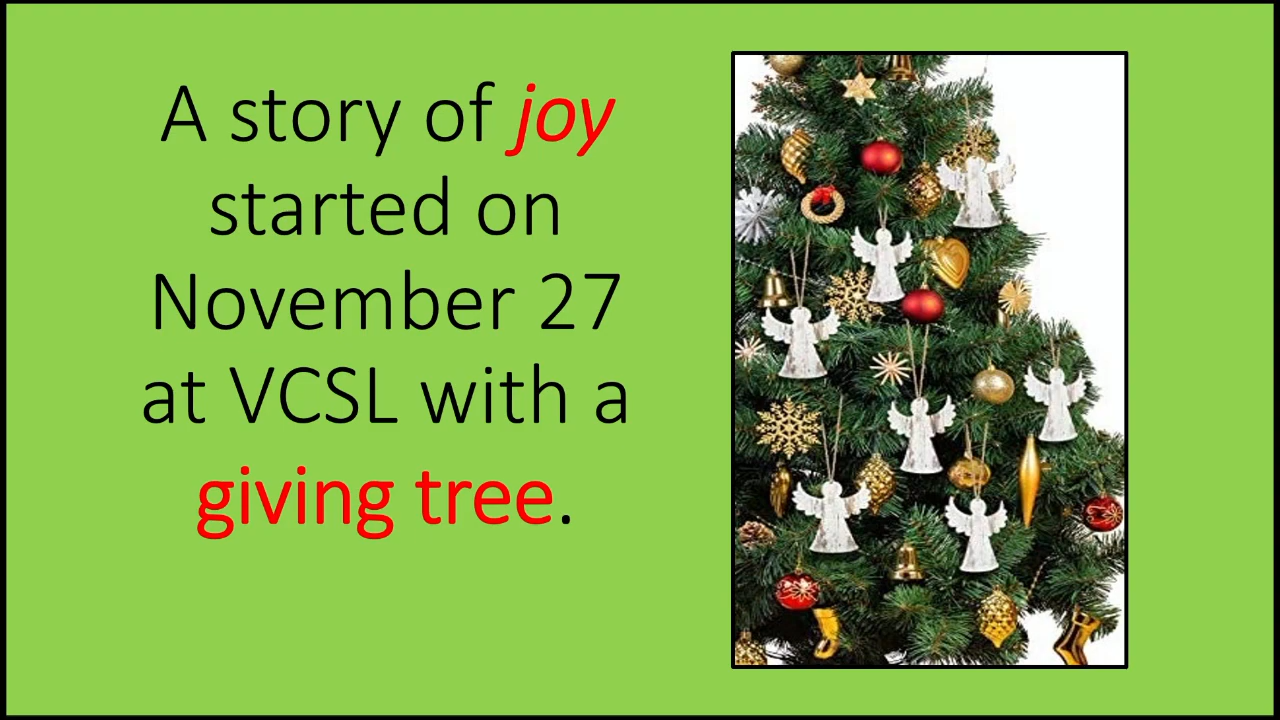 A story of joy
started on
November 27
at VCSL with a
giving tree.